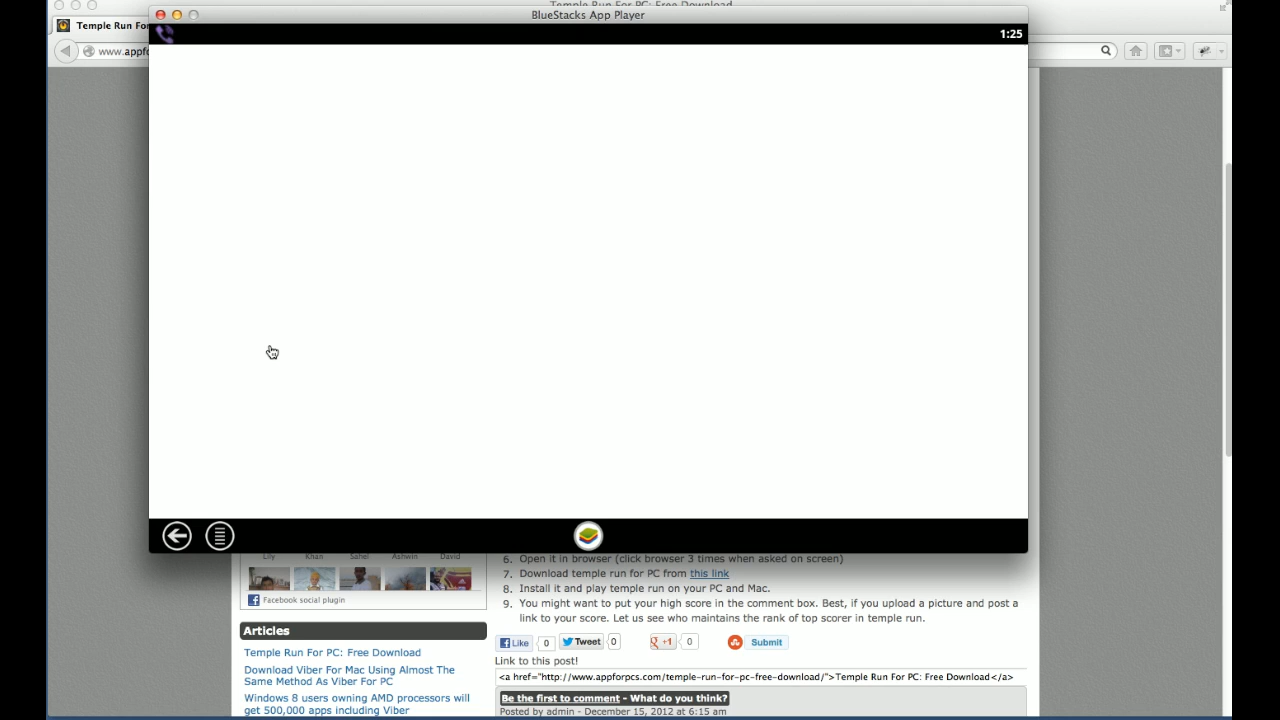 Temple Run For PC: Free Download
BlueStacks App Player
Temple Run For
www.appfo
1:25
Lily Khan Sahel Ashwin David
Facebook social plugin
6. Open it in browser (click browser 3 times when asked on screen)
7. Download temple run for PC from this link
8. Install it and play temple run on your PC and Mac.
9. You might want to put your high score in the comment box. Best, if you upload a picture and post a
link to your score. Let us see who maintains the rank of top scorer in temple run.
Like 0 Tweet 0 g +1 0 Submit
Link to this post!
<a href="http://www.appforpcs.com/temple-run-for-pc-free-download/">Temple Run For PC: Free Download</a>
Be the first to comment - What do you think?
Posted by admin - December 15, 2012 at 6:15 am
Articles
Temple Run For PC: Free Download
Download Viber For Mac Using Almost The
Same Method As Viber For PC
Windows 8 users owning AMD processors will
get 500,000 apps including Viber